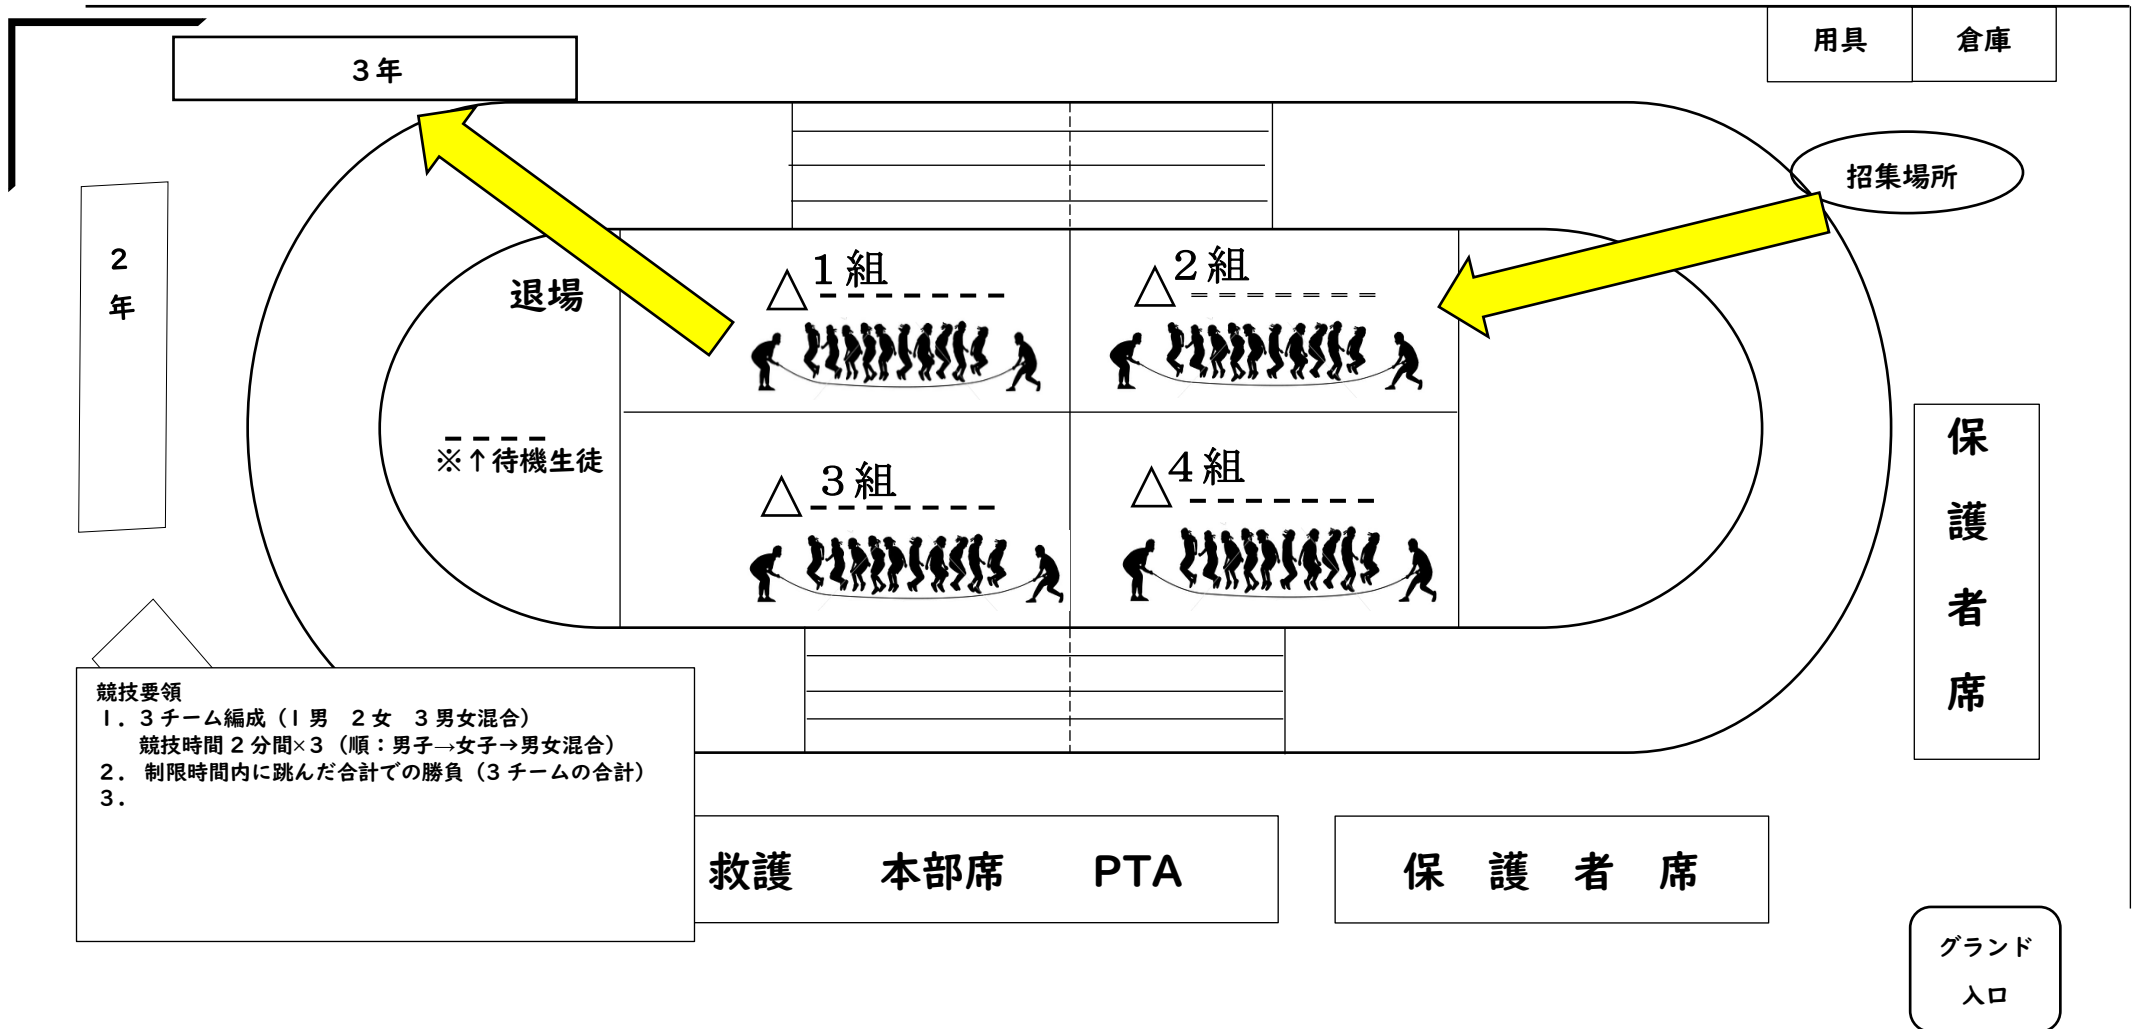 ３年
用具
倉庫
招集場所
２
年
退場
１組
２組
※↑待機生徒
３組
４組
保
護
者
席
競技要領
１．３チーム編成（１男　２女　３男女混合）
競技時間２分間×３（順：男子→女子→男女混合）
２． 制限時間内に跳んだ合計での勝負（３チームの合計）
３．
救護　　本部席　　PTA
保　護　者　席
グランド
入口